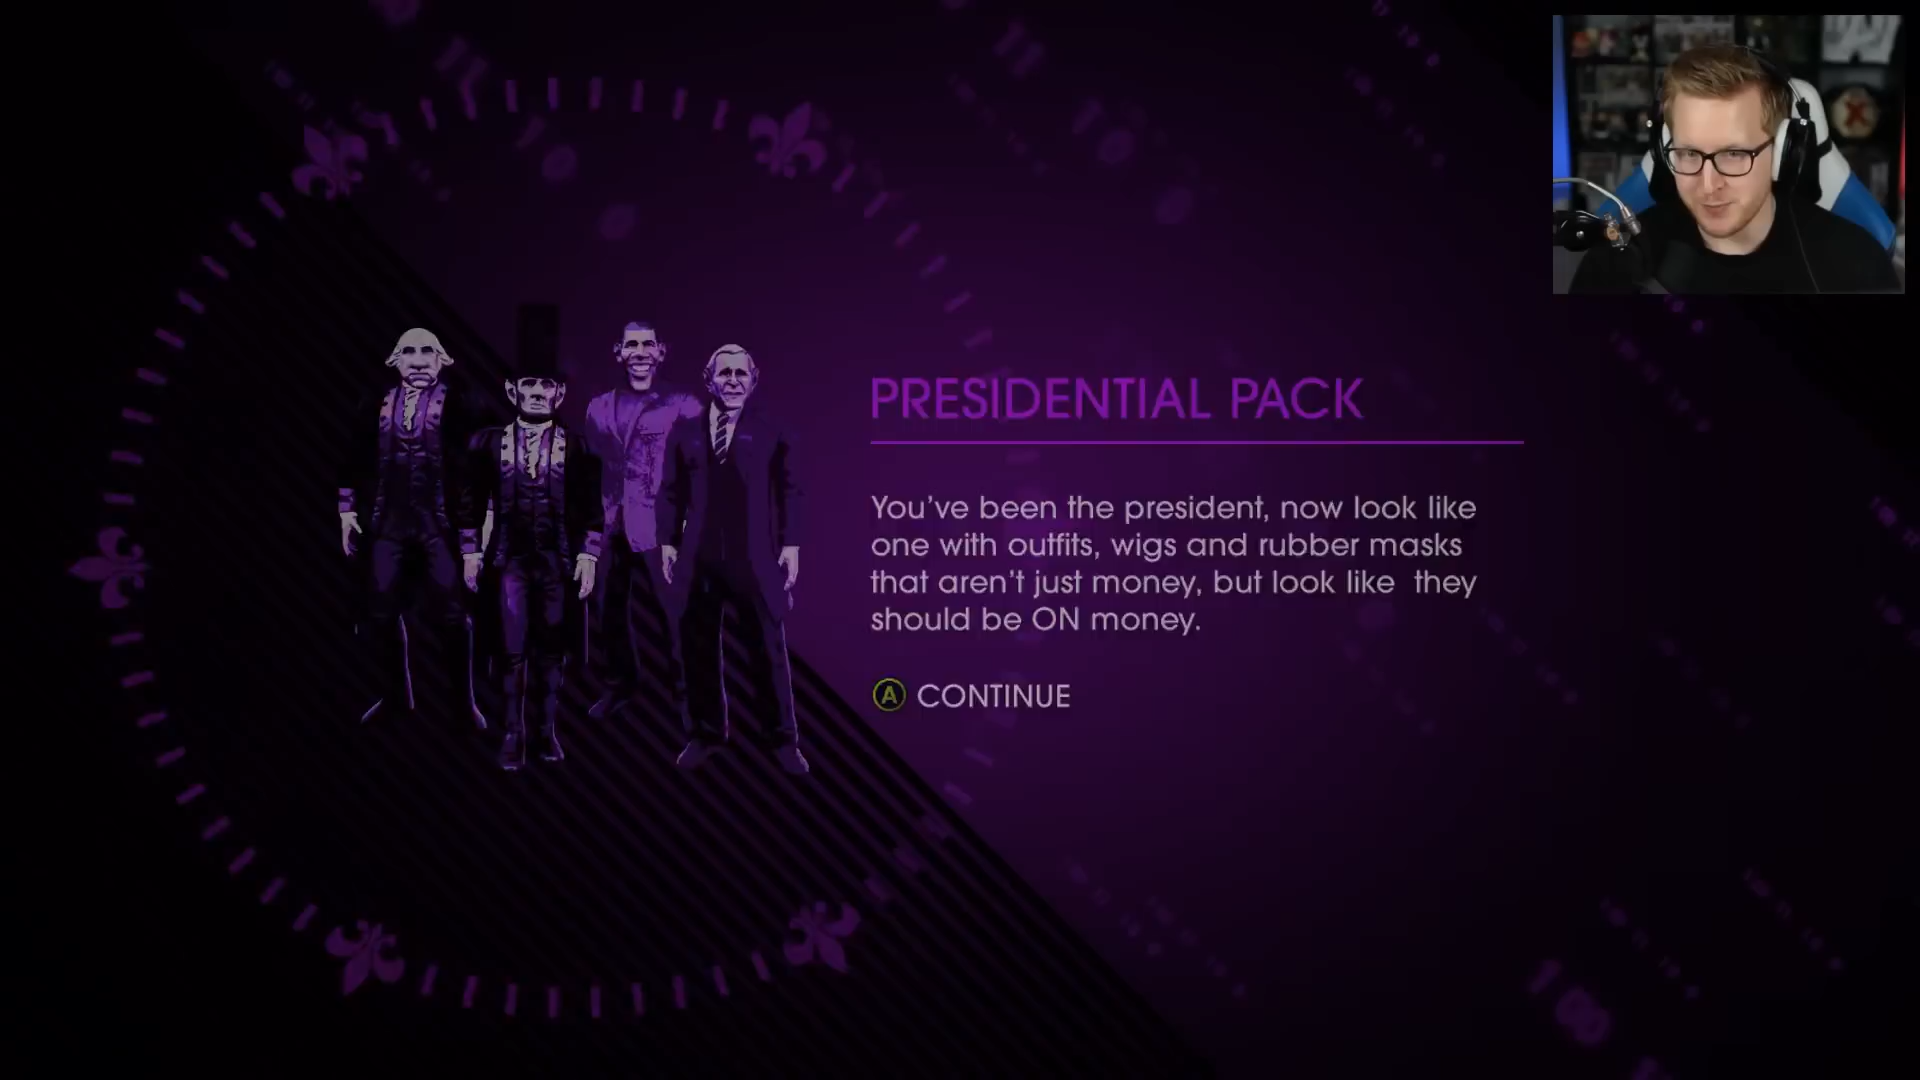 PRESIDENTIAL PACK
You've been the president, now look like
one with outfits, wigs and rubber masks
that aren't just money, but look like they
should be ON money.
A CONTINUE